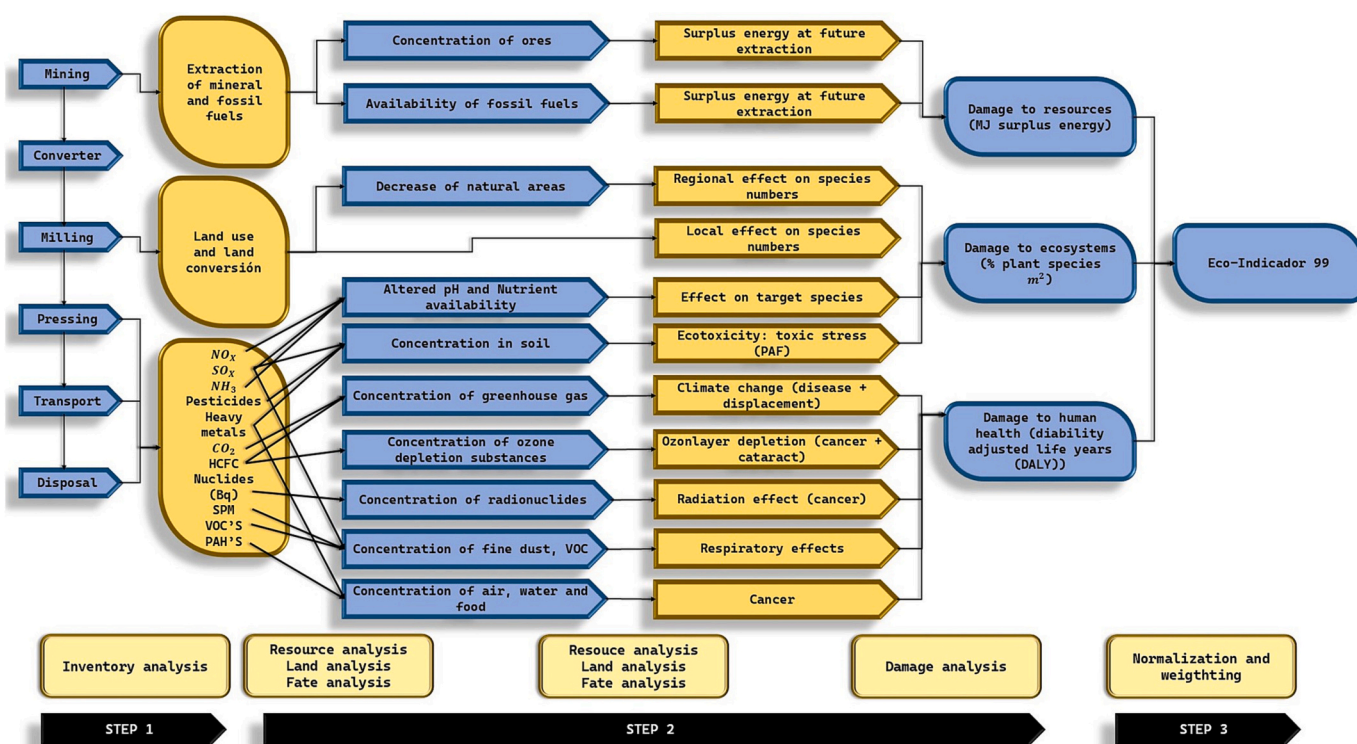 Mining
Converter
Milling
Pressing
Transport
Disposal
Extraction
of mineral
and fossil
fuels
Land use
and land
conversión
NOₓ
SOₓ
NH₃
Pesticides
Heavy
metals
CO₂
HCFC
Nuclides
(Bq)
SPM
VOC'S
PAH'S
Concentration of ores
Availability of fossil fuels
Decrease of natural areas
Altered pH and Nutrient
availability
Concentration in soil
Concentration of greenhouse gas
Concentration of ozone
depletion substances
Concentration of radionuclides
Concentration of fine dust, VOC
Concentration of air, water and
food
Surplus energy at future
extraction
Surplus energy at future
extraction
Regional effect on species
numbers
Local effect on species
numbers
Effect on target species
Ecotoxicity: toxic stress
(PAF)
Climate change (disease +
displacement)
Ozonlayer depletion (cancer +
cataract)
Radiation effect (cancer)
Respiratory effects
Cancer
Damage to resources
(MJ surplus energy)
Damage to ecosystems
(% plant species
m²)
Damage to human
health (diability
adjusted life years
(DALY))
Eco-Indicador 99
Inventory analysis
Resource analysis
Land analysis
Fate analysis
Resouce analysis
Land analysis
Fate analysis
Damage analysis
Normalization and
weigthting
STEP 1
STEP 2
STEP 3